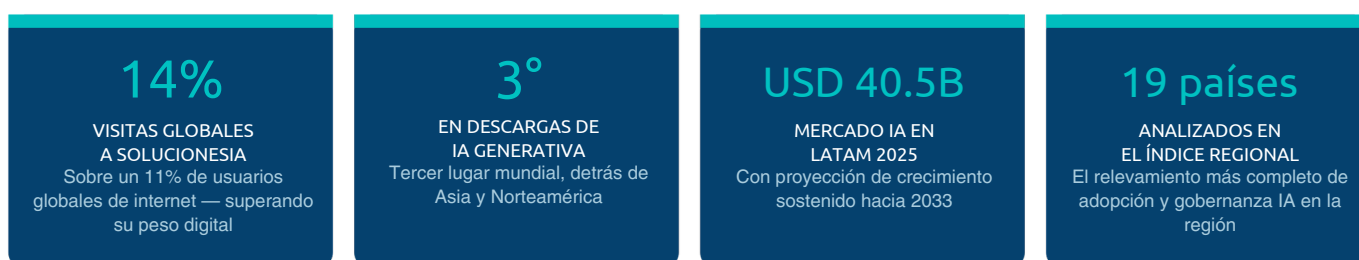 14%
VISITAS GLOBALES
A SOLUCIONESIA
Sobre un 11% de usuarios
globales de internet — superando
su peso digital
3°
EN DESCARGAS DE
IA GENERATIVA
Tercer lugar mundial, detrás de
Asia y Norteamérica
USD 40.5B
MERCADO IA EN
LATAM 2025
Con proyección de crecimiento
sostenido hacia 2033
19 países
ANALIZADOS EN
EL ÍNDICE REGIONAL
El relevamiento más completo de
adopción y gobernanza IA en la
región